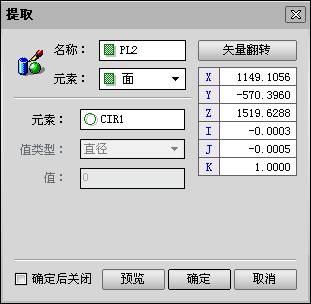 提取
名称： PL2
元素： 面
矢量翻转
X 1149.1056
Y -570.3960
Z 1519.6288
I -0.0003
J -0.0005
K 1.0000
元素： CIR1
值类型： 直径
值： 0
确定后关闭 预览 确定 取消